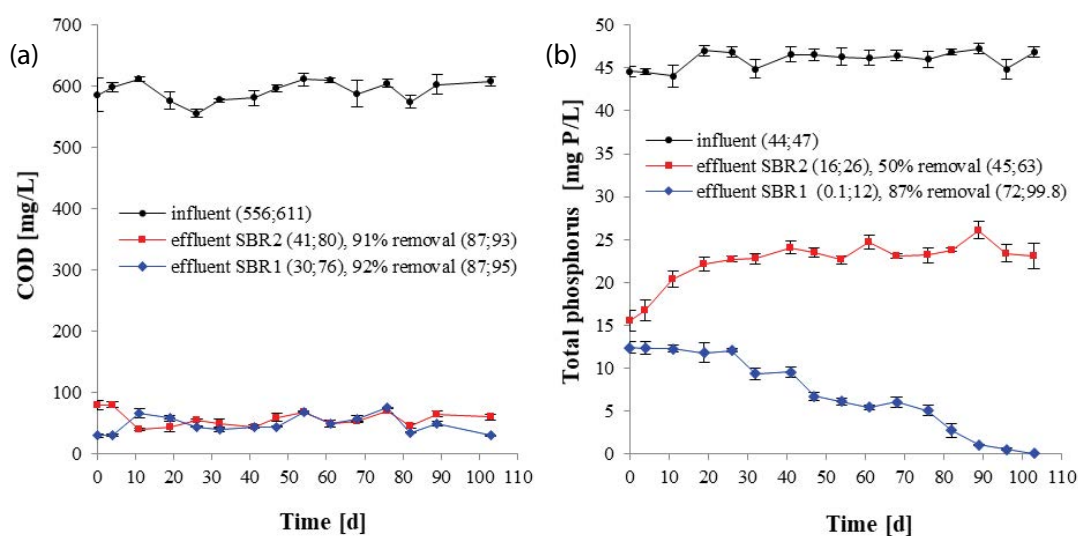 (a)
COD [mg/L]
700
600
500
400
300
200
100
0
influent (556;611)
effluent SBR2 (41;80), 91% removal (87;93)
effluent SBR1 (30;76), 92% removal (87;95)
0 10 20 30 40 50 60 70 80 90 100 110
Time [d]
(b)
Total phosphorus [mg P/L]
50
45
40
35
30
25
20
15
10
5
0
influent (44;47)
effluent SBR2 (16;26), 50% removal (45;63)
effluent SBR1 (0.1;12), 87% removal (72;99.8)
0 10 20 30 40 50 60 70 80 90 100 110
Time [d]